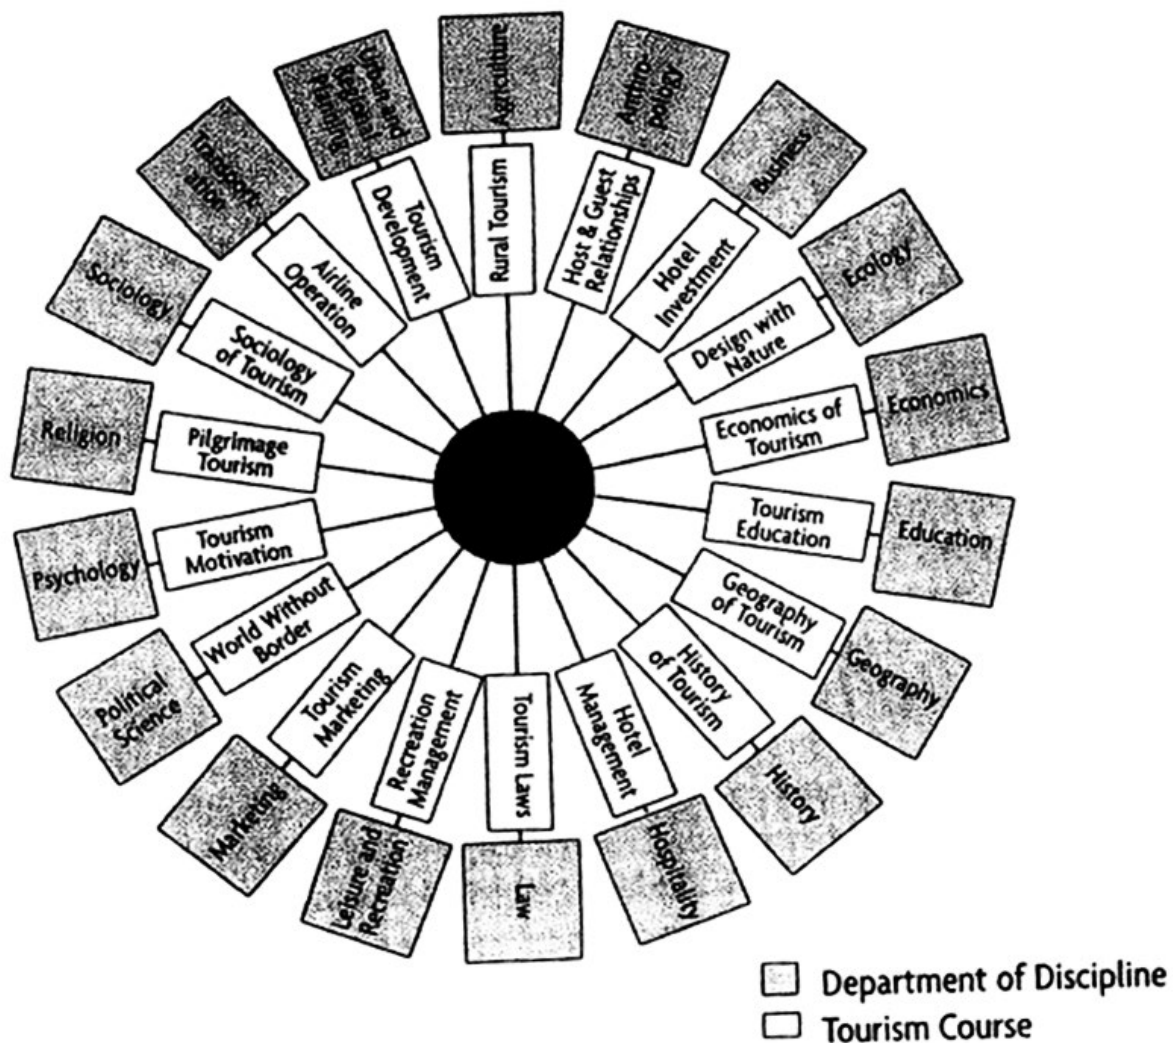 Agriculture
Rural Tourism
Anthro-
pology
Host & Guest
Relationships
Business
Hotel
Investment
Ecology
Design with
Nature
Economics
Economics of
Tourism
Education
Tourism
Education
Geography
Geography
of Tourism
History
History
of Tourism
Hospitality
Hotel
Management
Law
Tourism Laws
Leisure and
Recreation
Recreation
Management
Marketing
Tourism
Marketing
Political
Science
World Without
Border
Psychology
Tourism
Motivation
Religion
Pilgrimage
Tourism
Sociology
Sociology
of Tourism
Transport-
ation
Airline
Operation
Urban and
Regional
Planning
Tourism
Development
Department of Discipline
Tourism Course